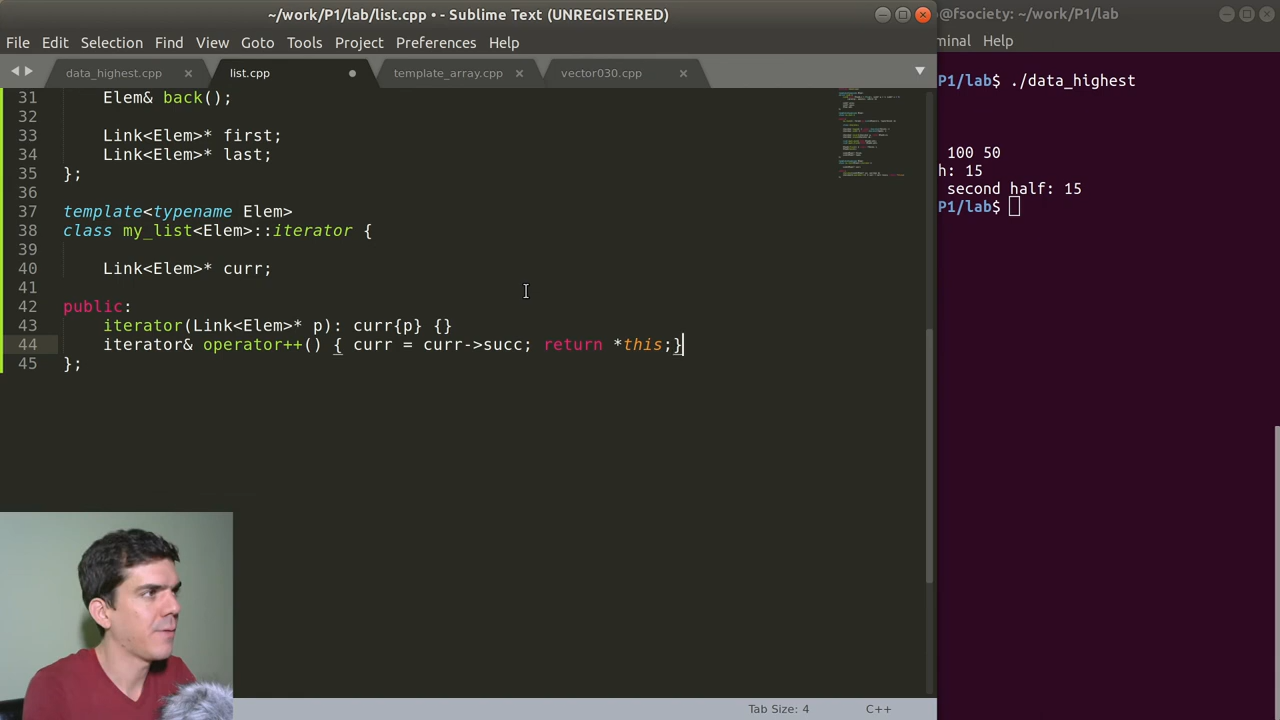 ~/work/P1/lab/list.cpp • - Sublime Text (UNREGISTERED)
@fsociety: ~/work/P1/lab
File Edit Selection Find View Goto Tools Project Preferences Help
minal Help
data_highest.cpp
list.cpp
template_array.cpp
vector030.cpp
31 Elem& back();
32
33 Link<Elem>* first;
34 Link<Elem>* last;
35 };
36
37 template<typename Elem>
38 class my_list<Elem>::iterator {
39
40 Link<Elem>* curr;
41
42 public:
43 iterator(Link<Elem>* p): curr{p} {}
44 iterator& operator++() { curr = curr->succ; return *this;}
45 };
P1/lab$ ./data_highest
100 50
h: 15
second half: 15
P1/lab$
Tab Size: 4
C++